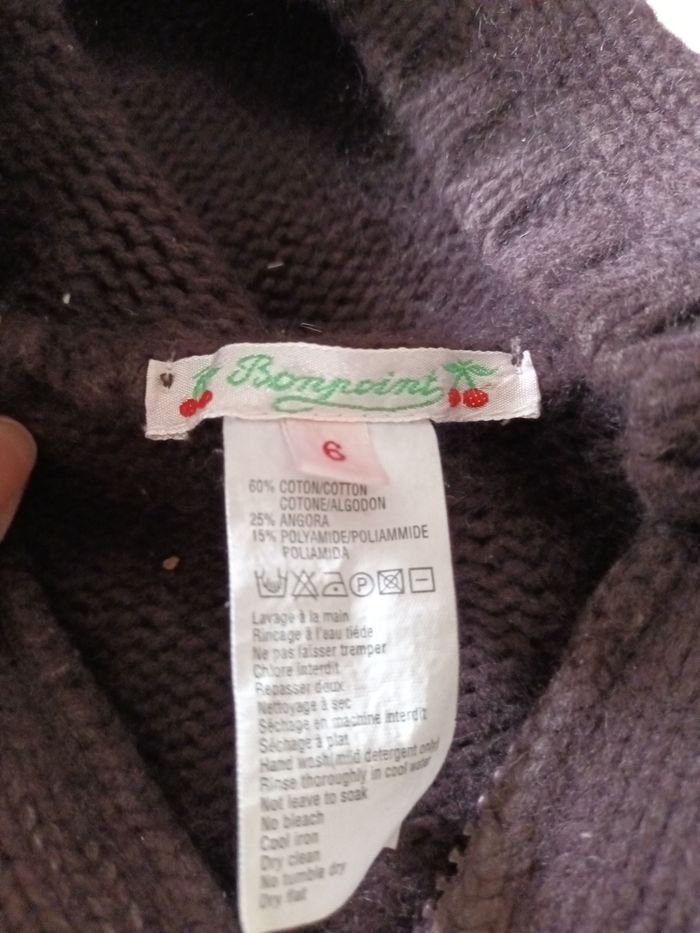 Bonpoint
6
60% COTON/COTTON
COTONE/ALGODON
25% ANGORA
15% POLYAMIDE/POLIAMMIDE
POLIAMIDA
P
Lavage à la main
Rincage à l'eau tiéde
Ne pas laisser tremper
Chlore interdit
Repasser doux
Nettoyage à sec
Séchage en machine interdit
Séchage à plat
Hand wash(mild detergent only)
Rinse thoroughly in cool water
Not leave to soak
No bleach
Cool iron
Dry clean
No tumble dry
Dry flat